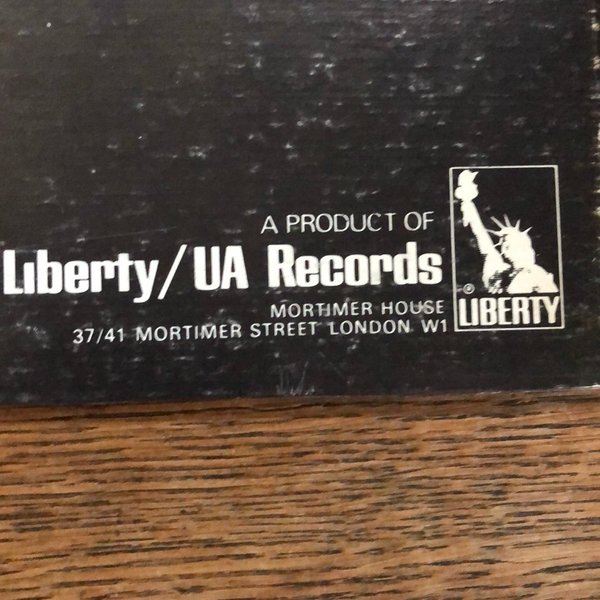 A PRODUCT OF
Liberty/UA Records
MORTIMER HOUSE
37/41 MORTIMER STREET LONDON W1
® LIBERTY